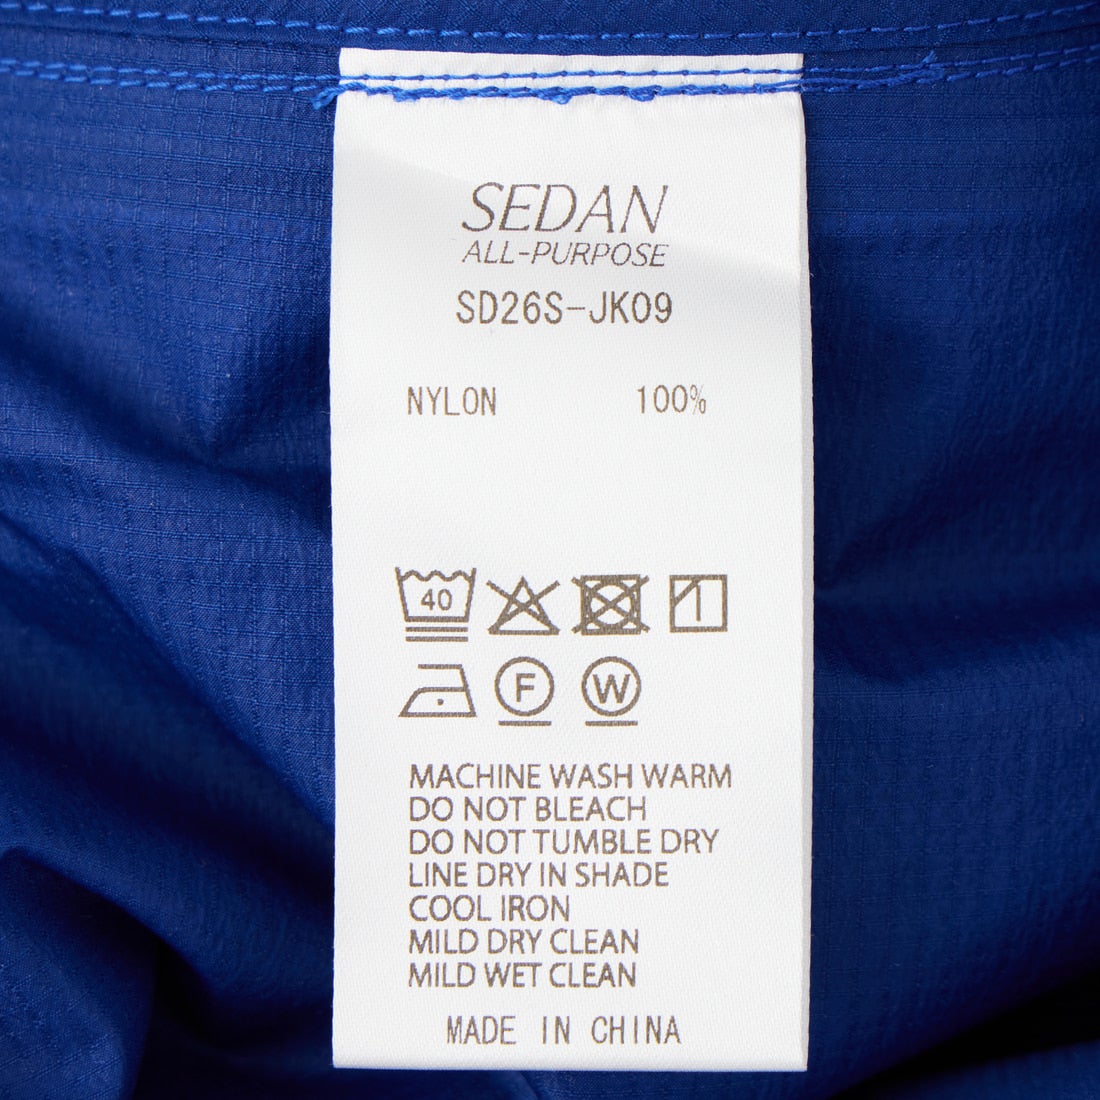 SEDAN
ALL-PURPOSE
SD26S-JK09
NYLON 100%
40
F W
MACHINE WASH WARM
DO NOT BLEACH
DO NOT TUMBLE DRY
LINE DRY IN SHADE
COOL IRON
MILD DRY CLEAN
MILD WET CLEAN
MADE IN CHINA